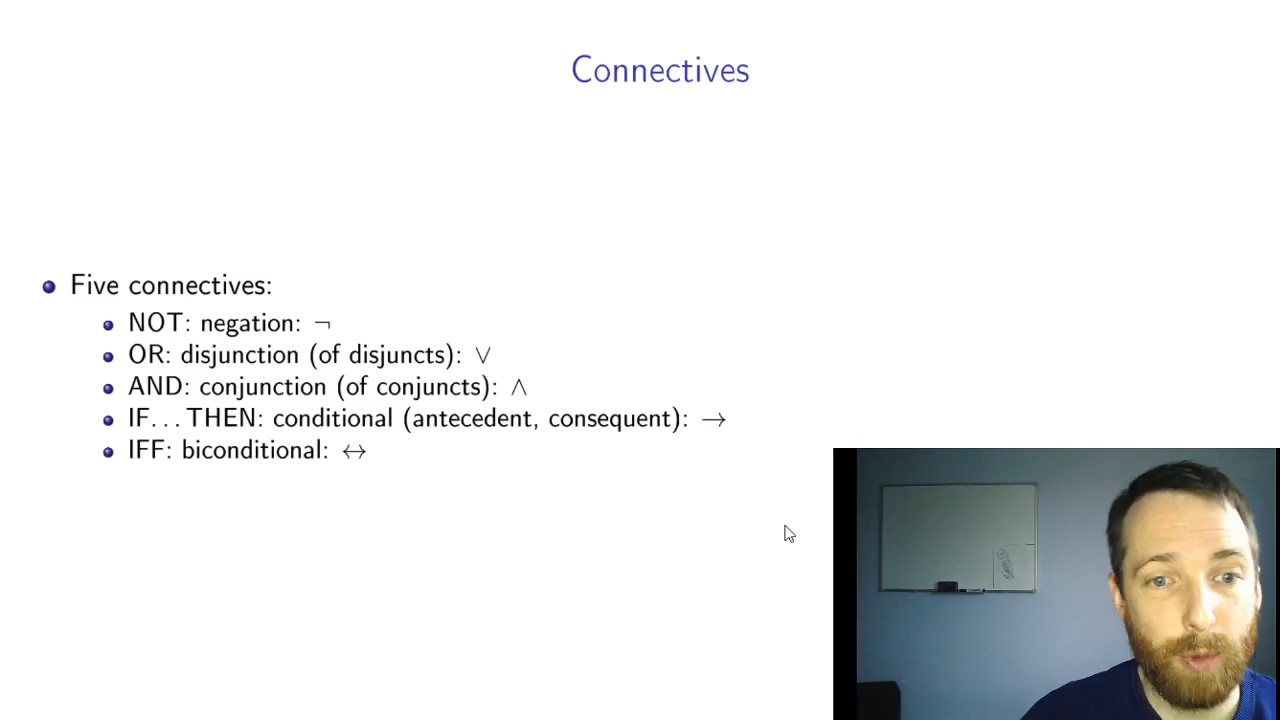 Connectives
Five connectives:
NOT: negation: ¬
OR: disjunction (of disjuncts): ∨
AND: conjunction (of conjuncts): ∧
IF. . . THEN: conditional (antecedent, consequent): →
IFF: biconditional: ↔